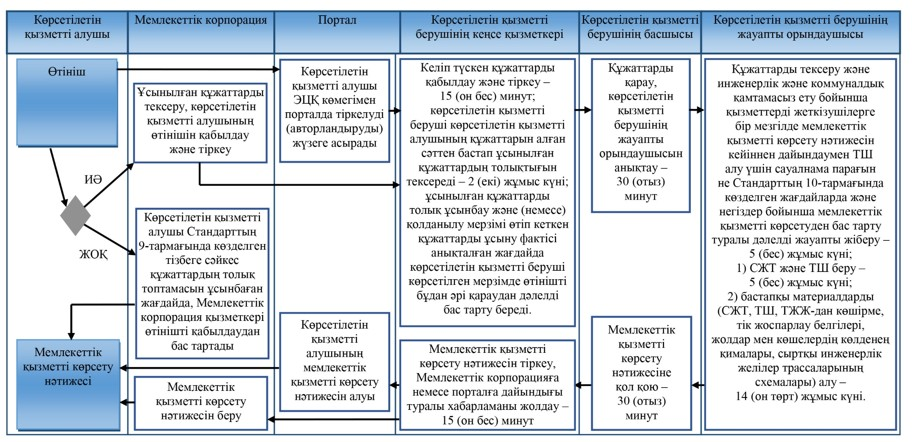 Көрсетілетін
қызметті алушы
Мемлекеттік корпорация
Портал
Көрсетілетін қызметті
берушінің кеңсе қызметкері
Көрсетілетін қызметті
берушінің басшысы
Көрсетілетін қызметті берушінің
жауапты орындаушысы
Өтініш
ИӘ
ЖОҚ
Мемлекеттік
қызметті көрсету
нәтижесі
Ұсынылған құжаттарды
тексеру, көрсетілетін
қызметті алушының
өтінішін қабылдау
және тіркеу
Көрсетілетін қызметті
алушы Стандарттың
9-тармағында көзделген
тізбеге сәйкес
құжаттардың толық
топтамасын ұсынбаған
жағдайда, Мемлекеттік
корпорация қызметкері
өтінішті қабылдаудан
бас тартады
Мемлекеттік
қызметті көрсету
нәтижесін беру
Көрсетілетін
қызметті алушы
ЭЦҚ көмегімен
порталда тіркелуді
(авторландыруды)
жүзеге асырады
Көрсетілетін
қызметті
алушының
мемлекеттік
қызметті көрсету
нәтижесін алуы
Келіп түскен құжаттарды
қабылдау және тіркеу –
15 (он бес) минут;
көрсетілетін қызметті
беруші көрсетілетін қызметті
алушының құжаттарын алған
сәттен бастап ұсынылған
құжаттардың толықтығын
тексереді – 2 (екі) жұмыс күні;
ұсынылған құжаттарды
толық ұсынбау және (немесе)
қолданылу мерзімі өтіп кеткен
құжаттарды ұсыну фактісі
анықталған жағдайда
көрсетілетін қызметті беруші
көрсетілген мерзімде өтінішті
бұдан әрі қараудан дәлелді
бас тарту береді.
Мемлекеттік қызметті
көрсету нәтижесін тіркеу,
Мемлекеттік корпорацияға
немесе порталға дайындығы
туралы хабарламаны жолдау –
15 (он бес) минут
Құжаттарды
қарау,
көрсетілетін
қызметті
берушінің
жауапты
орындаушысын
анықтау –
30 (отыз)
минут
Мемлекеттік
қызметті
көрсету
нәтижесіне
қол қою –
30 (отыз)
минут
Құжаттарды тексеру және
инженерлік және коммуналдық
қамтамасыз ету бойынша
қызметтерді жеткізушілерге
бір мезгілде мемлекеттік
қызметті көрсету нәтижесін
кейіннен дайындаумен ТШ
алу үшін сауалнама парағын
не Стандарттың 10-тармағында
көзделген жағдайларда және
негіздер бойынша мемлекеттік
қызметті көрсетуден бас тарту
туралы дәлелді жауапты жіберу –
5 (бес) жұмыс күні;
1) СЖТ және ТШ беру –
5 (бес) жұмыс күні;
2) бастапқы материалдарды
(СЖТ, ТШ, ТЖЖ-дан көшірме,
тік жоспарлау белгілері,
жолдар мен көшелердің көлденең
қималары, сыртқы инженерлік
желілер трассаларының
схемалары) алу –
14 (он төрт) жұмыс күні.